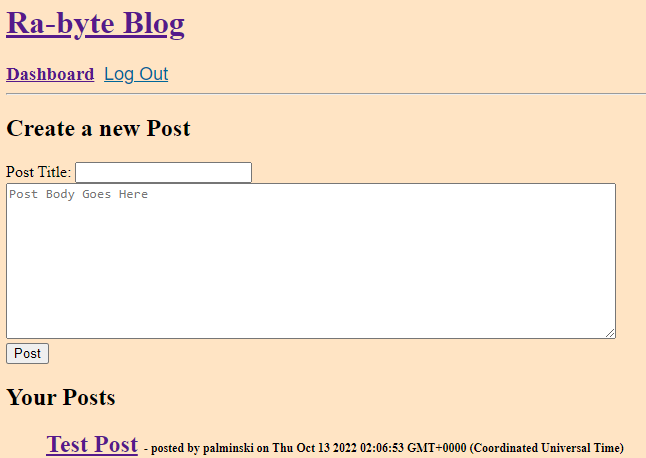 Ra-byte Blog
Dashboard Log Out
Create a new Post
Post Title:
Post Body Goes Here
Post
Your Posts
Test Post - posted by palminski on Thu Oct 13 2022 02:06:53 GMT+0000 (Coordinated Universal Time)